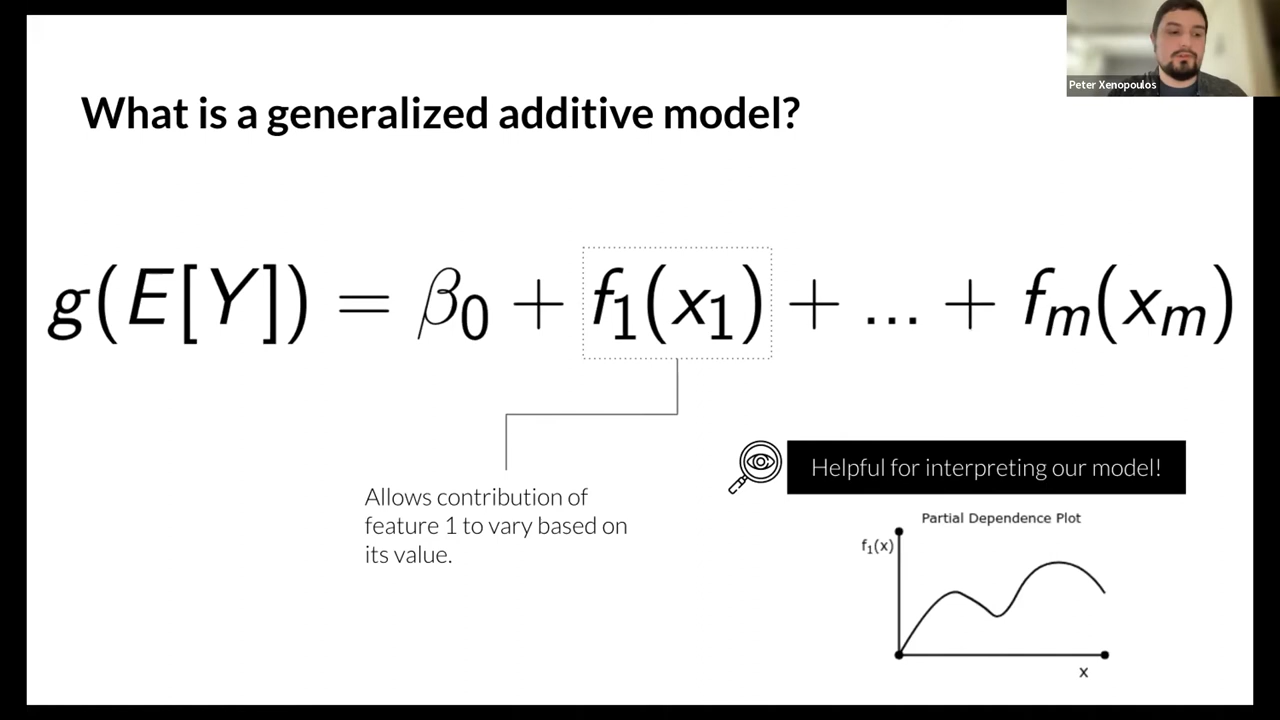 Peter Xenopoulos
What is a generalized additive model?
g(E[Y]) = β₀ + f₁(x₁) + ... + fₘ(xₘ)
Allows contribution of
feature 1 to vary based on
its value.
Helpful for interpreting our model!
Partial Dependence Plot
f₁(x)
x